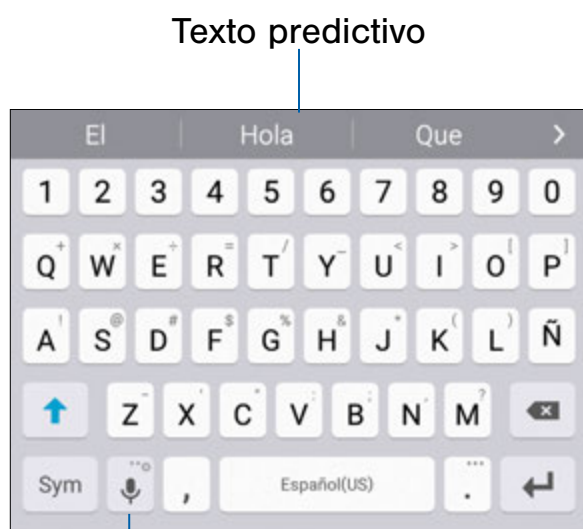 Texto predictivo
El Hola Que >
1 2 3 4 5 6 7 8 9 0
Q + W × E ÷ R = T / Y _ U < I > O [ P ]
A ! S @ D # F $ G % H & J * K ( L ) Ñ
Z - X ' C " V : B ; N ´ M ?
Sym , Español(US) .